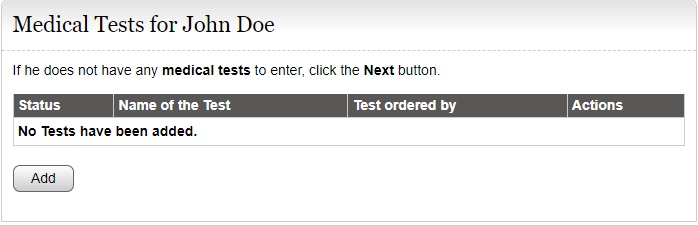 Medical Tests for John Doe
If he does not have any medical tests to enter, click the Next button.
Status Name of the Test Test ordered by Actions
No Tests have been added.
Add